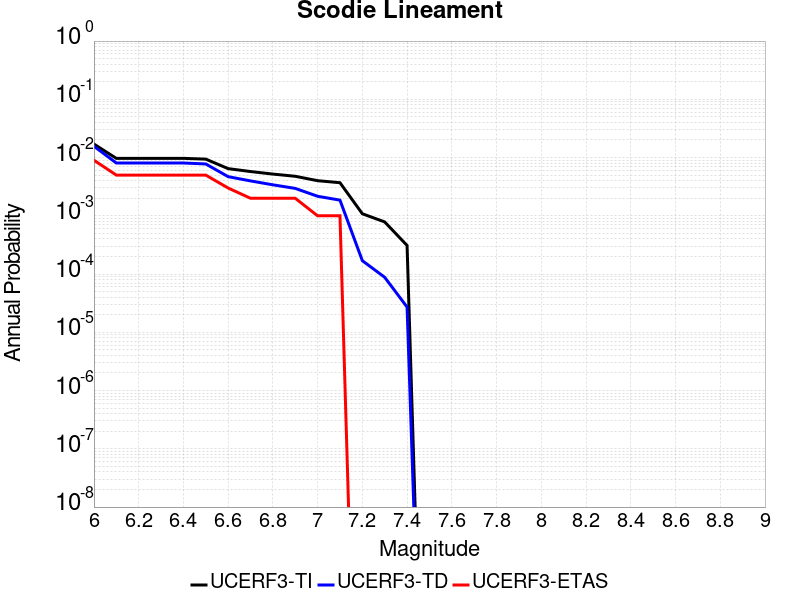 Scodie Lineament
10^0
10^-1
10^-2
10^-3
10^-4
10^-5
10^-6
10^-7
10^-8
Annual Probability
6 6.2 6.4 6.6 6.8 7 7.2 7.4 7.6 7.8 8 8.2 8.4 8.6 8.8 9
Magnitude
UCERF3-TI UCERF3-TD UCERF3-ETAS